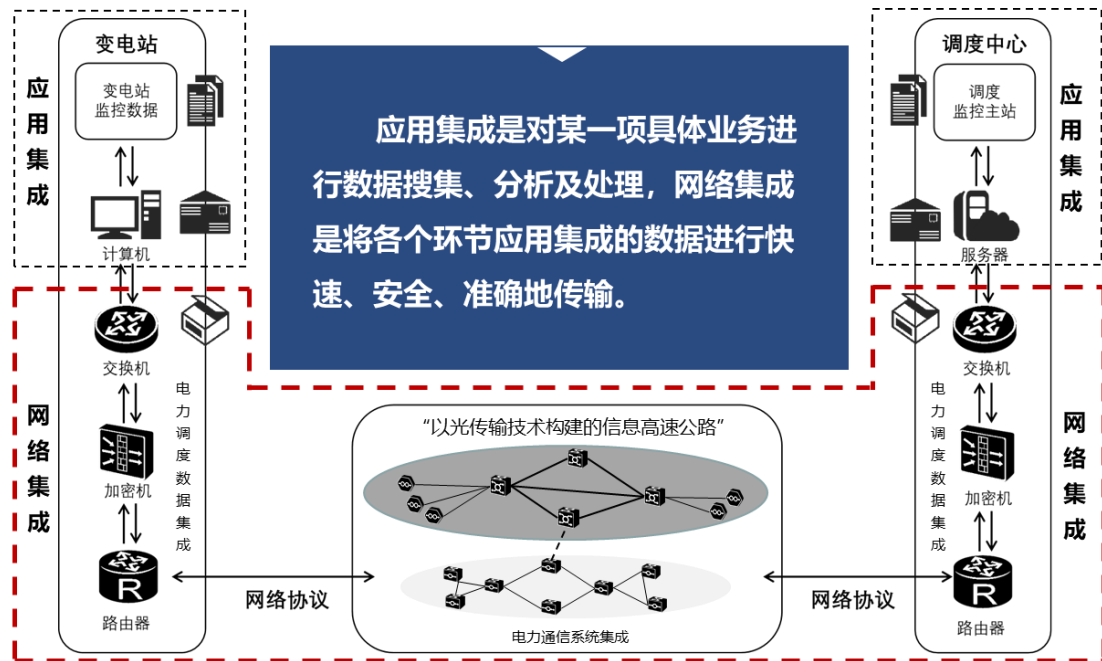 变电站
变电站
监控数据
应用集成
计算机
交换机
电力调度数据集成
网络集成
加密机
路由器
应用集成是对某一项具体业务进
行数据搜集、分析及处理，网络集成
是将各个环节应用集成的数据进行快
速、安全、准确地传输。
“以光传输技术构建的信息高速公路”
网络协议
电力通信系统集成
网络协议
调度中心
调度
监控主站
应用集成
服务器
交换机
电力调度数据集成
网络集成
加密机
R
路由器
R